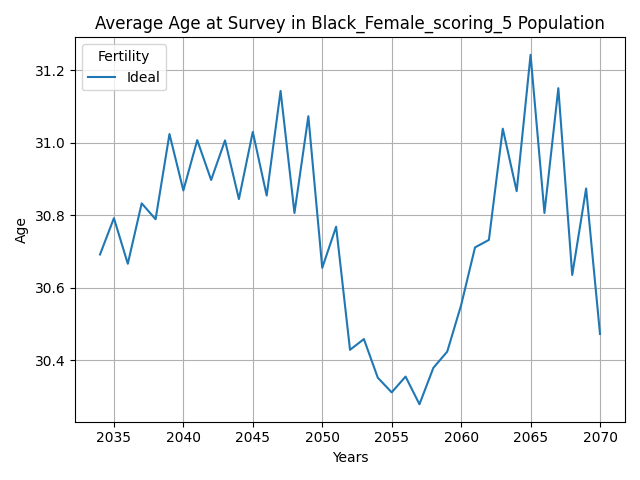 Average Age at Survey in Black_Female_scoring_5 Population
Fertility
Ideal
31.2
31.0
30.8
30.6
30.4
Age
2035 2040 2045 2050 2055 2060 2065 2070
Years